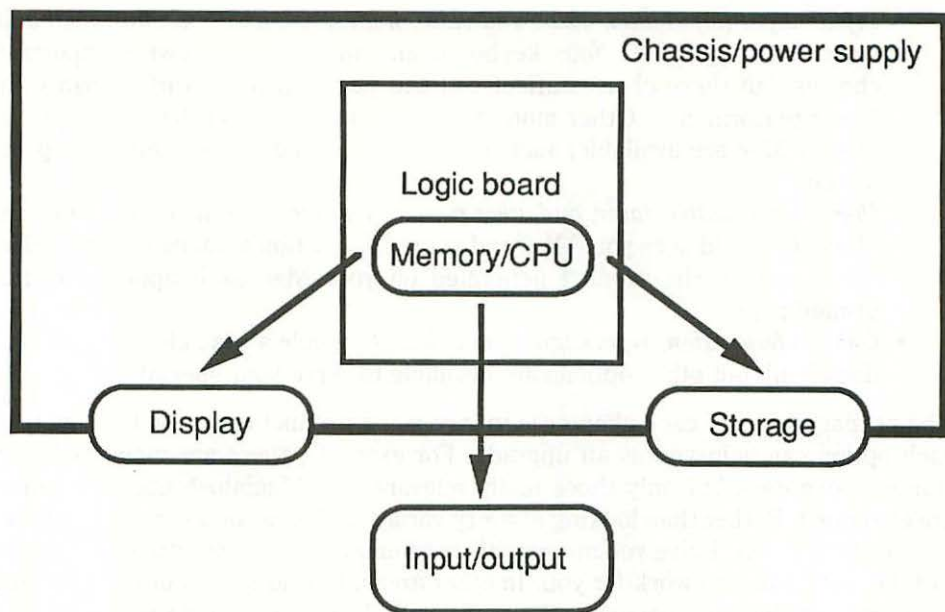 Chassis/power supply
Logic board
Memory/CPU
Display
Storage
Input/output